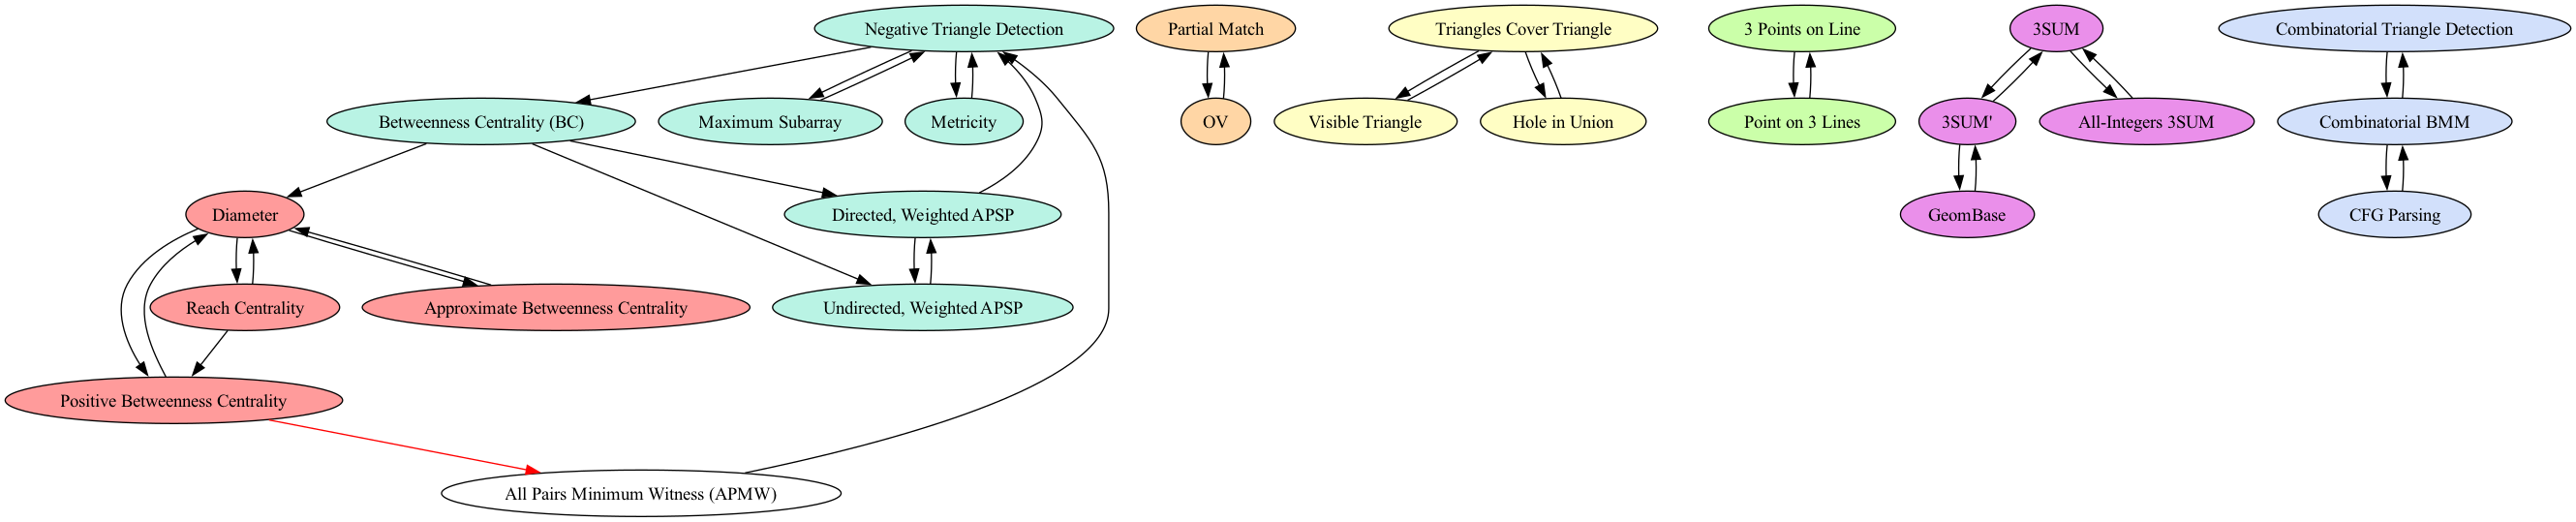 Negative Triangle Detection
Partial Match
Triangles Cover Triangle
3 Points on Line
3SUM
Combinatorial Triangle Detection
Betweenness Centrality (BC)
Maximum Subarray
Metricity
OV
Visible Triangle
Hole in Union
Point on 3 Lines
3SUM'
All-Integers 3SUM
Combinatorial BMM
Diameter
Directed, Weighted APSP
GeomBase
CFG Parsing
Reach Centrality
Approximate Betweenness Centrality
Undirected, Weighted APSP
Positive Betweenness Centrality
All Pairs Minimum Witness (APMW)